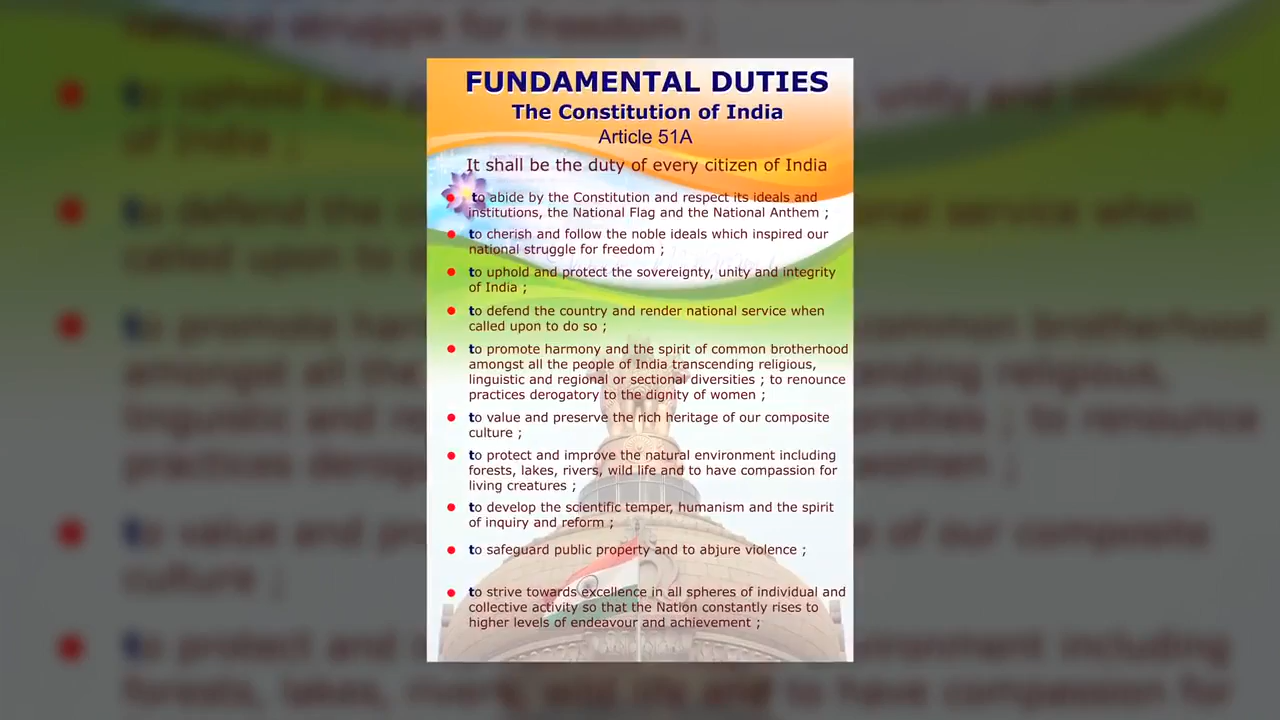 FUNDAMENTAL DUTIES
The Constitution of India
Article 51A
It shall be the duty of every citizen of India
to abide by the Constitution and respect its ideals and
institutions, the National Flag and the National Anthem ;
to cherish and follow the noble ideals which inspired our
national struggle for freedom ;
to uphold and protect the sovereignty, unity and integrity
of India ;
to defend the country and render national service when
called upon to do so ;
to promote harmony and the spirit of common brotherhood
amongst all the people of India transcending religious,
linguistic and regional or sectional diversities ; to renounce
practices derogatory to the dignity of women ;
to value and preserve the rich heritage of our composite
culture ;
to protect and improve the natural environment including
forests, lakes, rivers, wild life and to have compassion for
living creatures ;
to develop the scientific temper, humanism and the spirit
of inquiry and reform ;
to safeguard public property and to abjure violence ;
to strive towards excellence in all spheres of individual and
collective activity so that the Nation constantly rises to
higher levels of endeavour and achievement ;